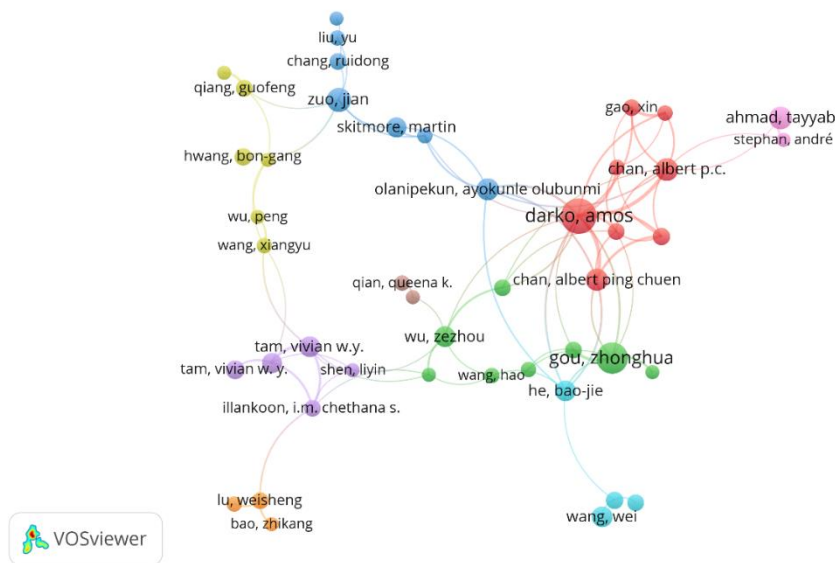 liu, yu
chang, ruidong
qiang, guofeng
zuo, jian
gao, xin
ahmad, tayyab
skitmore, martin
stephan, andré
hwang, bon-gang
chan, albert p.c.
olanipekun, ayokunle olubunmi
wu, peng
darko, amos
wang, xiangyu
qian, queena k.
chan, albert ping chuen
wu, zezhou
tam, vivian w.y.
gou, zhonghua
tam, vivian w. y.
shen, liyin
wang, hao
he, bao-jie
illankoon, i.m. chethana s.
lu, weisheng
bao, zhikang
wang, wei
VOSviewer